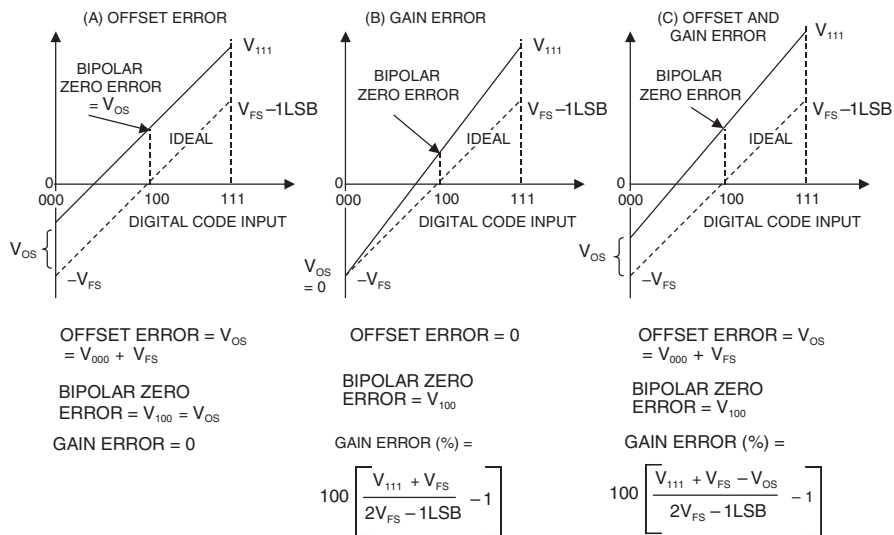 (A) OFFSET ERROR
V111
BIPOLAR
ZERO ERROR
= VOS
VFS –1LSB
IDEAL
0
000
100
111
DIGITAL CODE INPUT
VOS
–VFS
OFFSET ERROR = VOS
= V000 + VFS
BIPOLAR ZERO
ERROR = V100 = VOS
GAIN ERROR = 0
(B) GAIN ERROR
V111
BIPOLAR
ZERO ERROR
VFS –1LSB
IDEAL
0
000
100
111
DIGITAL CODE INPUT
VOS
= 0
–VFS
OFFSET ERROR = 0
BIPOLAR ZERO
ERROR = V100
GAIN ERROR (%) =
V111 + VFS
100 [ –1 ]
2VFS – 1LSB
(C) OFFSET AND
GAIN ERROR
V111
BIPOLAR
ZERO ERROR
VFS –1LSB
IDEAL
0
000
100
111
DIGITAL CODE INPUT
VOS
–VFS
OFFSET ERROR = VOS
= V000 + VFS
BIPOLAR ZERO
ERROR = V100
GAIN ERROR (%) =
V111 + VFS – VOS
100 [ –1 ]
2VFS – 1LSB